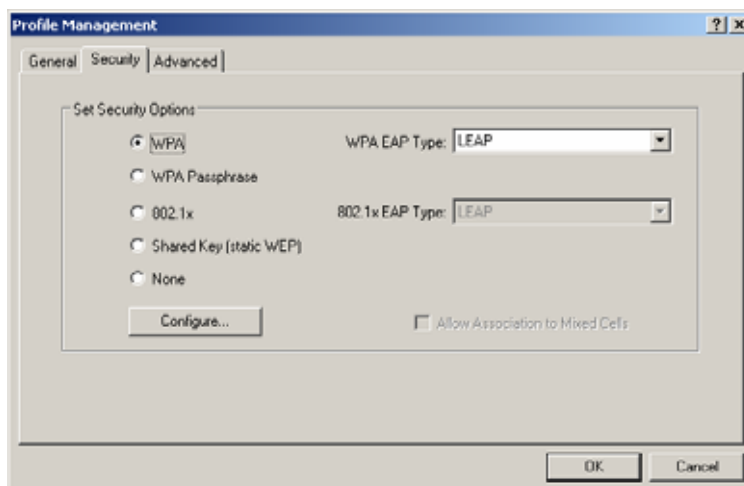 Profile Management
General Security Advanced
Set Security Options
WPA WPA EAP Type: LEAP
WPA Passphrase
802.1x 802.1x EAP Type: LEAP
Shared Key (static WEP)
None
Configure... Allow Association to Mixed Cells
OK Cancel